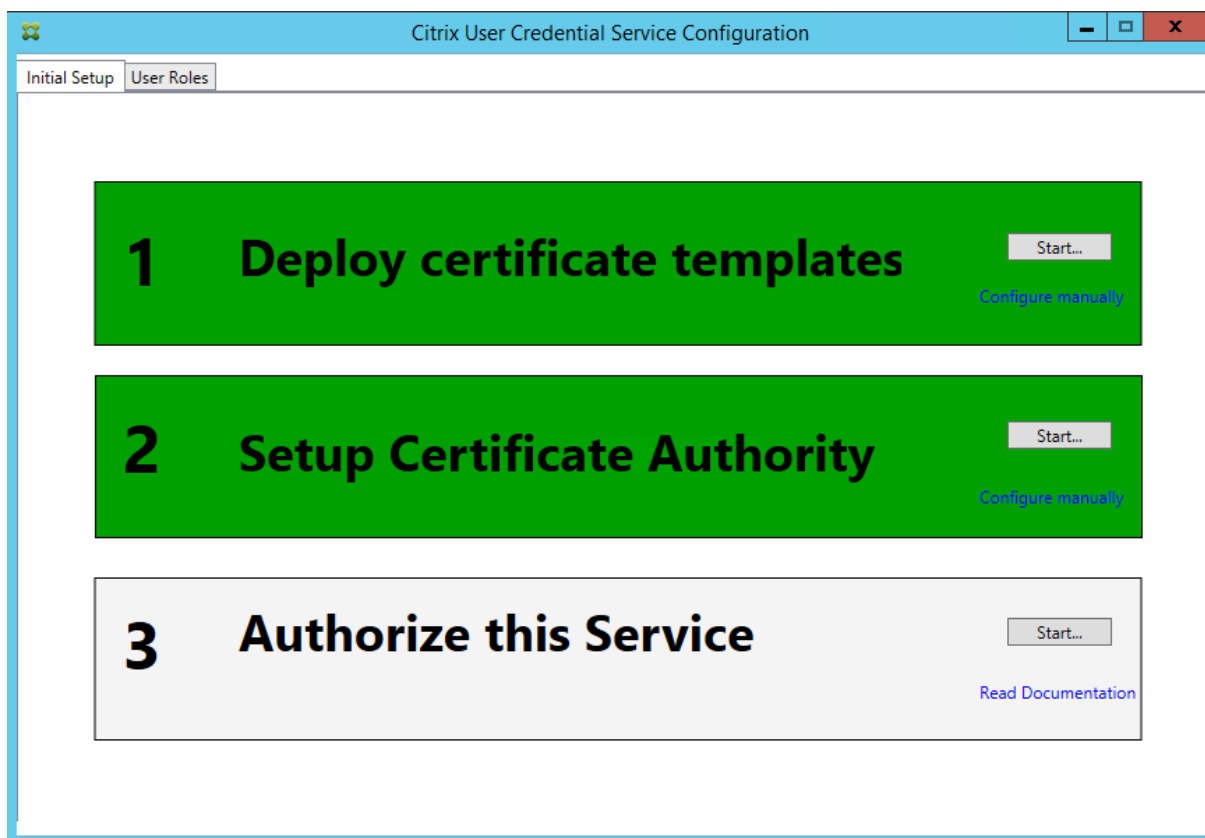 Citrix User Credential Service Configuration
Initial Setup
User Roles
1
Deploy certificate templates
Start...
Configure manually
2
Setup Certificate Authority
Start...
Configure manually
3
Authorize this Service
Start...
Read Documentation